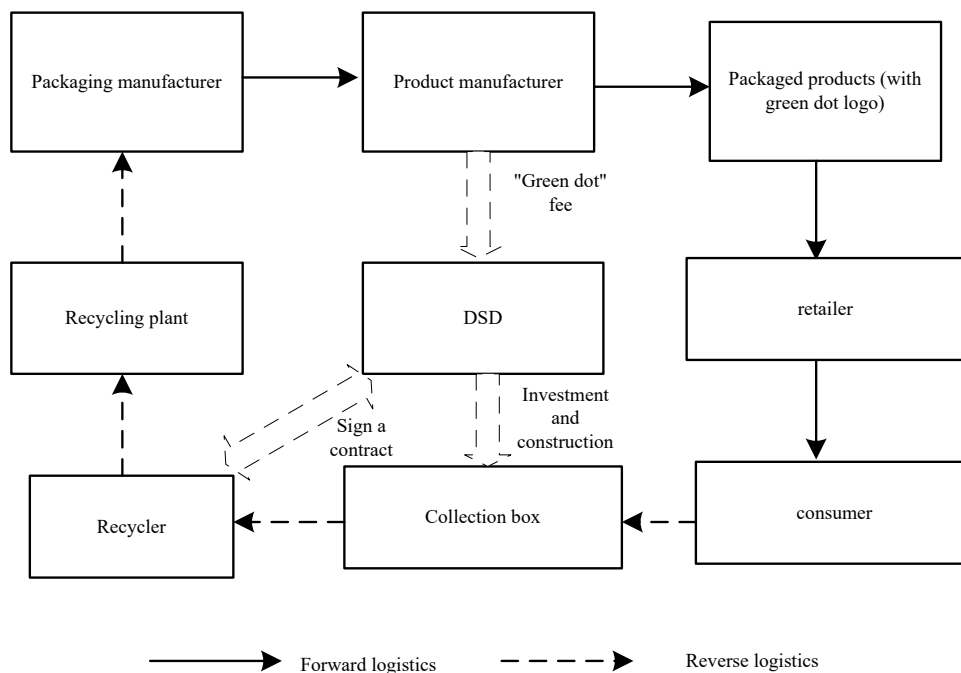 Packaging manufacturer
Product manufacturer
Packaged products (with
green dot logo)
"Green dot"
fee
Recycling plant
DSD
retailer
Sign a
contract
Investment
and
construction
Recycler
Collection box
consumer
Forward logistics
Reverse logistics